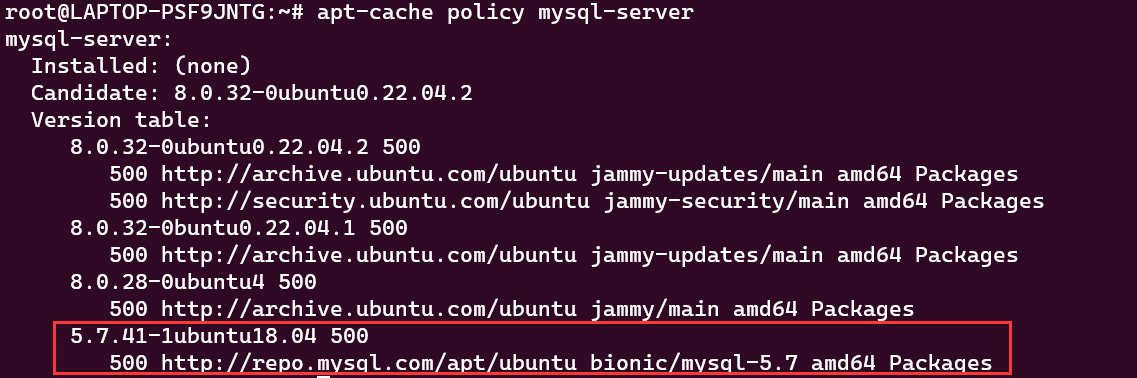 root@LAPTOP-PSF9JNTG:~# apt-cache policy mysql-server
mysql-server:
  Installed: (none)
  Candidate: 8.0.32-0ubuntu0.22.04.2
  Version table:
     8.0.32-0ubuntu0.22.04.2 500
        500 http://archive.ubuntu.com/ubuntu jammy-updates/main amd64 Packages
        500 http://security.ubuntu.com/ubuntu jammy-security/main amd64 Packages
     8.0.32-0buntu0.22.04.1 500
        500 http://archive.ubuntu.com/ubuntu jammy-updates/main amd64 Packages
     8.0.28-0ubuntu4 500
        500 http://archive.ubuntu.com/ubuntu jammy/main amd64 Packages
     5.7.41-1ubuntu18.04 500
        500 http://repo.mysql.com/apt/ubuntu bionic/mysql-5.7 amd64 Packages